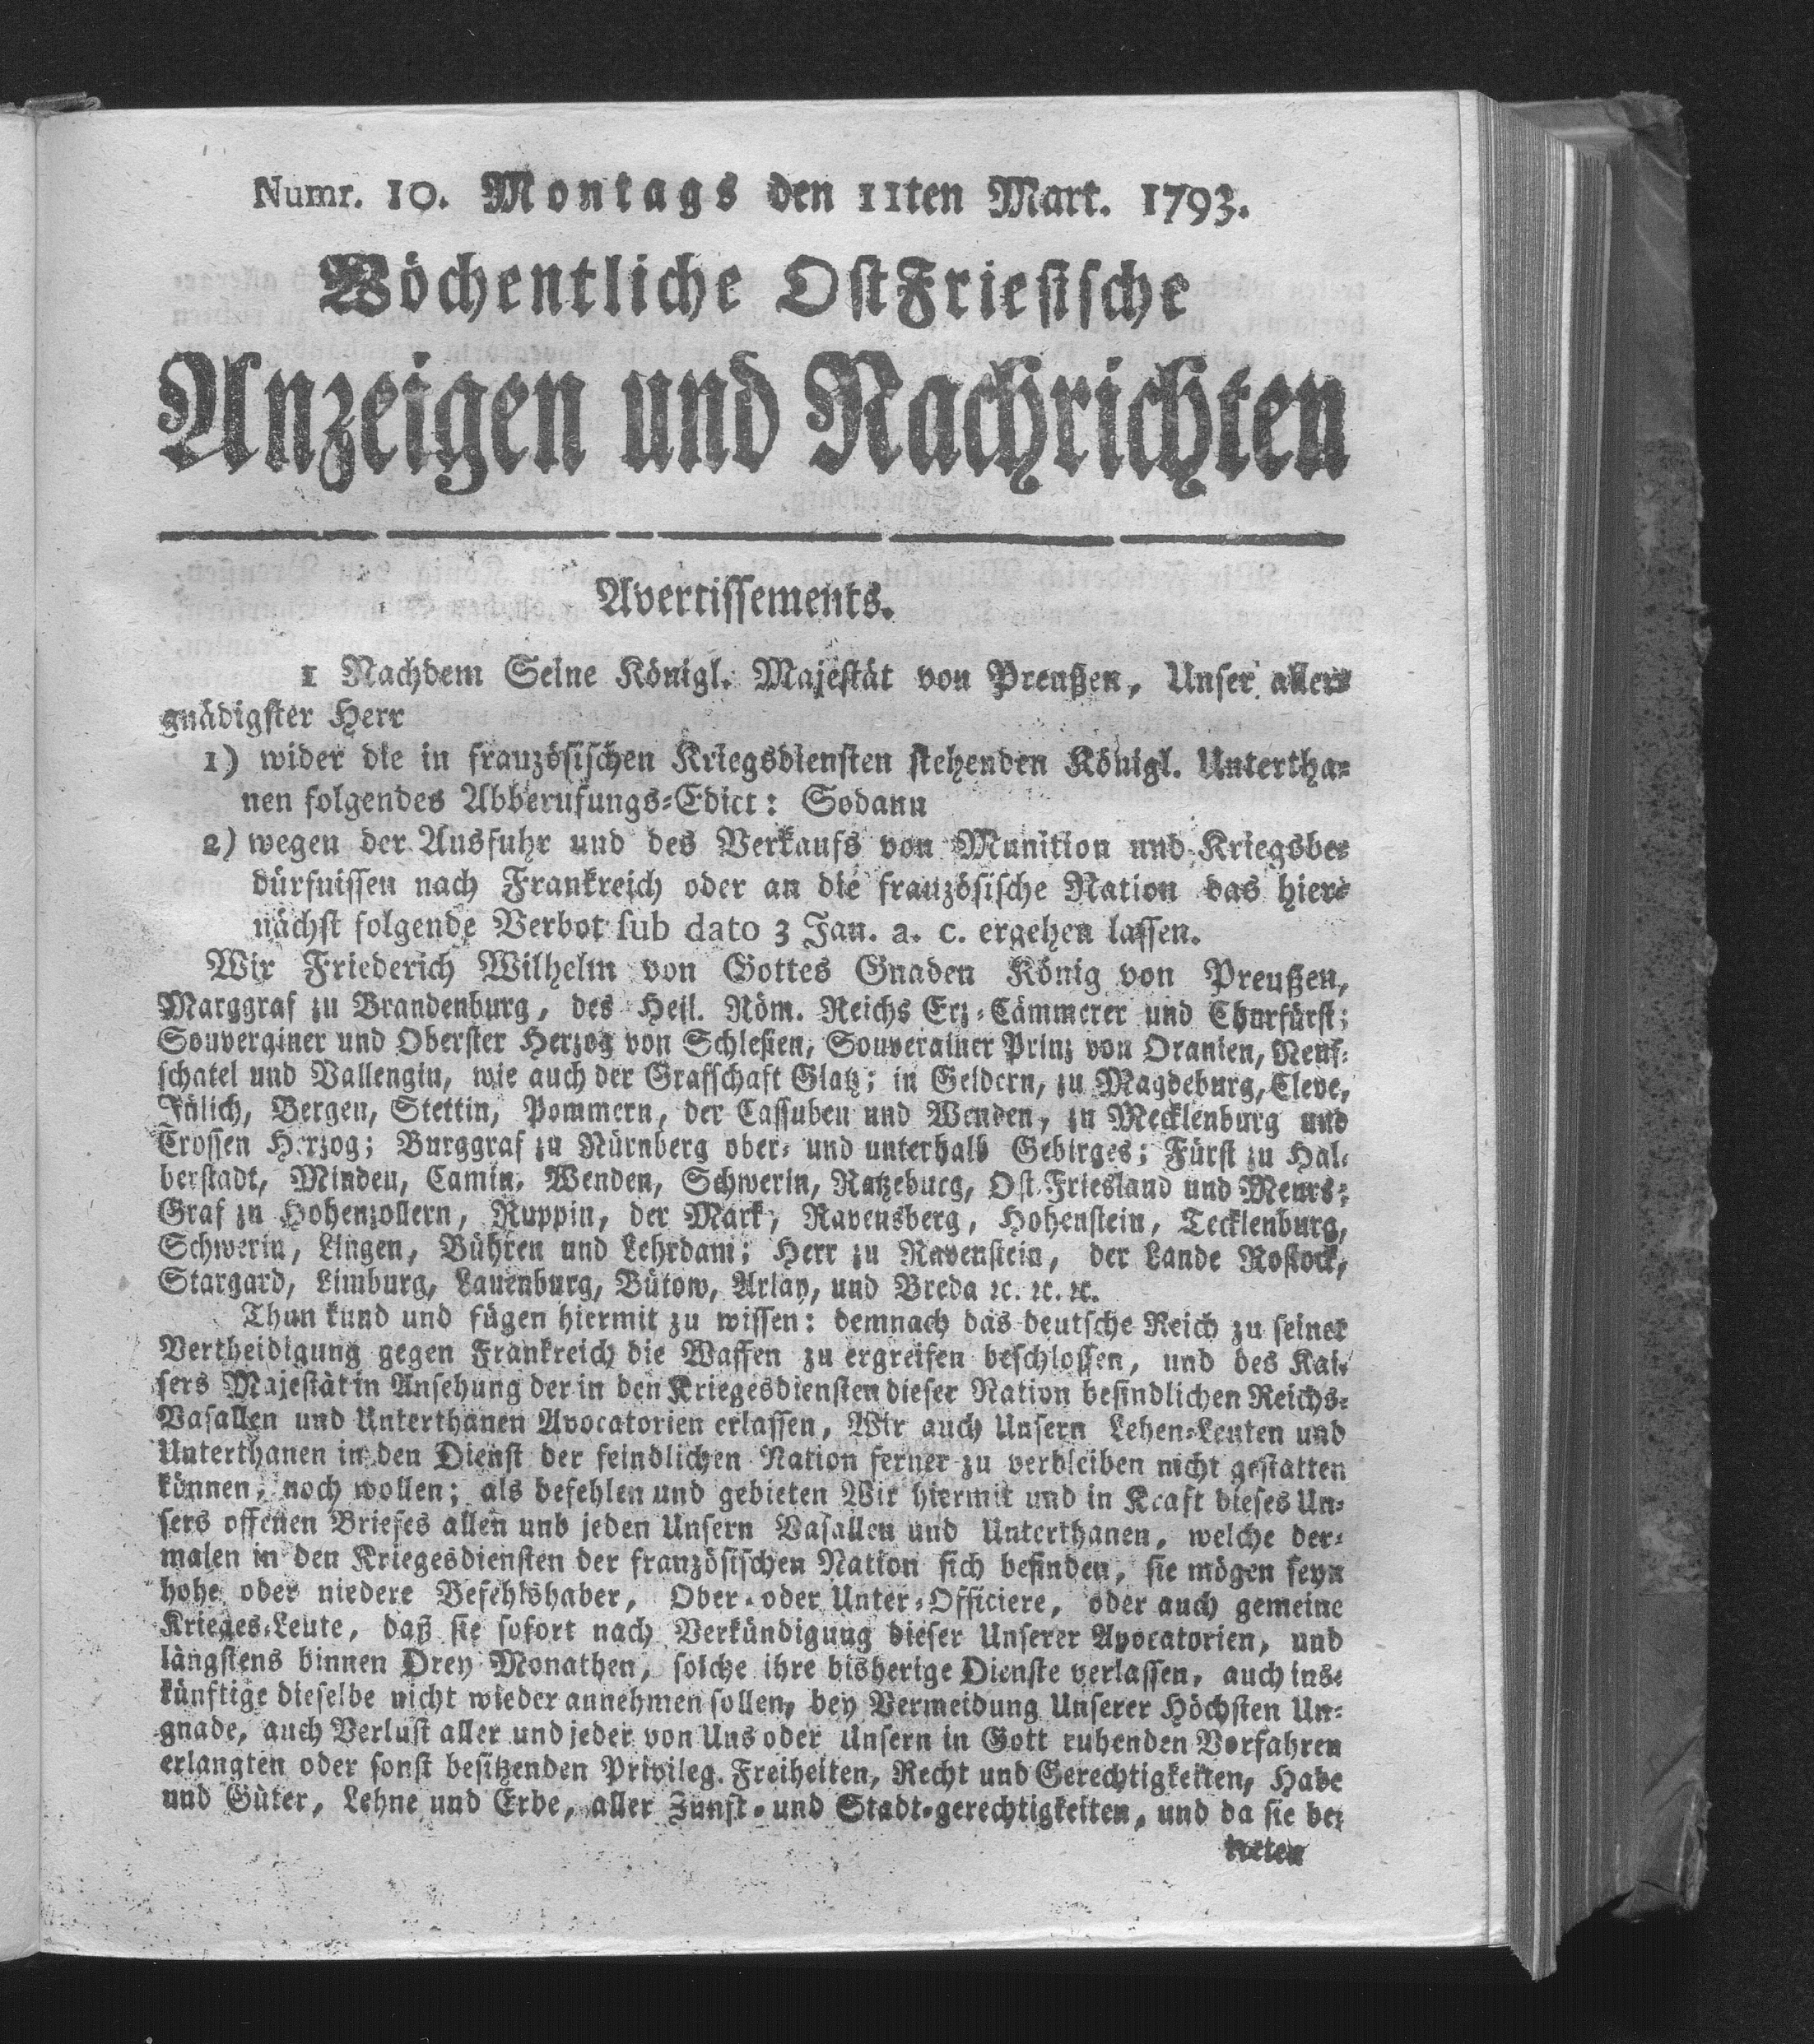 Numr. 10. Montags den 11ten Mart. 1793.
Wöchentliche OstFriesische
Anzeigen und Nachrichten
Avertissements.
1 Nachdem Seine Königl. Majestät von Preußen, Unser aller-
gnädigster Herr
1) wider die in französischen Kriegsdiensten stehenden Königl. Untertha-
nen folgendes Abberufungs-Edict: Sodann
2) wegen der Ausfuhr und des Verkaufs von Munition und Kriegsbe-
dürfnissen nach Frankreich oder an die französische Nation das hier-
nächst folgende Verbot sub dato 3 Jan. a. c. ergehen lassen.
Wir Friederich Wilhelm von Gottes Gnaden König von Preußen,
Marggraf zu Brandenburg, des Heil. Röm. Reichs Erz-Cämmerer und Churfürst;
Souverginer und Oberster Herzog von Schlesien, Souverainer Prinz von Oranien, Neuf-
schatel und Vallengin, wie auch der Grafschaft Glatz; in Geldern, zu Magdeburg, Cleve,
Jülich, Bergen, Stettin, Pommern, der Cassuben und Wenden, zu Mecklenburg und
Crossen Herzog; Burggraf zu Nürnberg ober- und unterhalb Gebirges; Fürst zu Hal-
berstadt, Minden, Camin, Wenden, Schwerin, Ratzeburg, Ost-Friesland und Meurs;
Graf zu Hohenzollern, Ruppin, der Mark, Ravensberg, Hohenstein, Tecklenburg,
Schwerin, Lingen, Bühren und Lehrdam; Herr zu Ravenstein, der Lande Rostock,
Stargard, Limburg, Lauenburg, Bütow, Arlay, und Breda ꝛc. ꝛc. ꝛc.
Thun kund und fügen hiermit zu wissen: demnach das deutsche Reich zu seiner
Vertheidigung gegen Frankreich die Waffen zu ergreifen beschlossen, und des Kai-
sers Majestät in Ansehung der in den Kriegesdiensten dieser Nation befindlichen Reichs-
Vasallen und Unterthanen Avocatorien erlassen, Wir auch Unsern Lehen-Leuten und
Unterthanen in den Dienst der feindlichen Nation ferner zu verbleiben nicht gestatten
können, noch wollen; als befehlen und gebieten Wir hiermit und in Kraft dieses Un-
sers offenen Briefes allen unb jeden Unsern Vasallen und Unterthanen, welche der-
malen in den Kriegesdiensten der französischen Nation sich befinden, sie mögen seyn
hohe oder niedere Befehlshaber, Ober- oder Unter-Officiere, oder auch gemeine
Krieges-Leute, daß sie sofort nach Verkündigung dieser Unserer Avocatorien, und
längstens binnen Drey Monathen, solche ihre bisherige Dienste verlassen, auch ins-
künftige dieselbe nicht wieder annehmen sollen, bey Vermeidung Unserer Höchsten Un-
gnade, auch Verlust aller und jeder von Uns oder Unsern in Gott ruhenden Vorfahren
erlangten oder sonst besitzenden Privileg. Freiheiten, Recht und Gerechtigkeiten, Habe
und Güter, Lehne und Erbe, aller Zunft- und Stadt-gerechtigkeiten, und da sie be-
treten